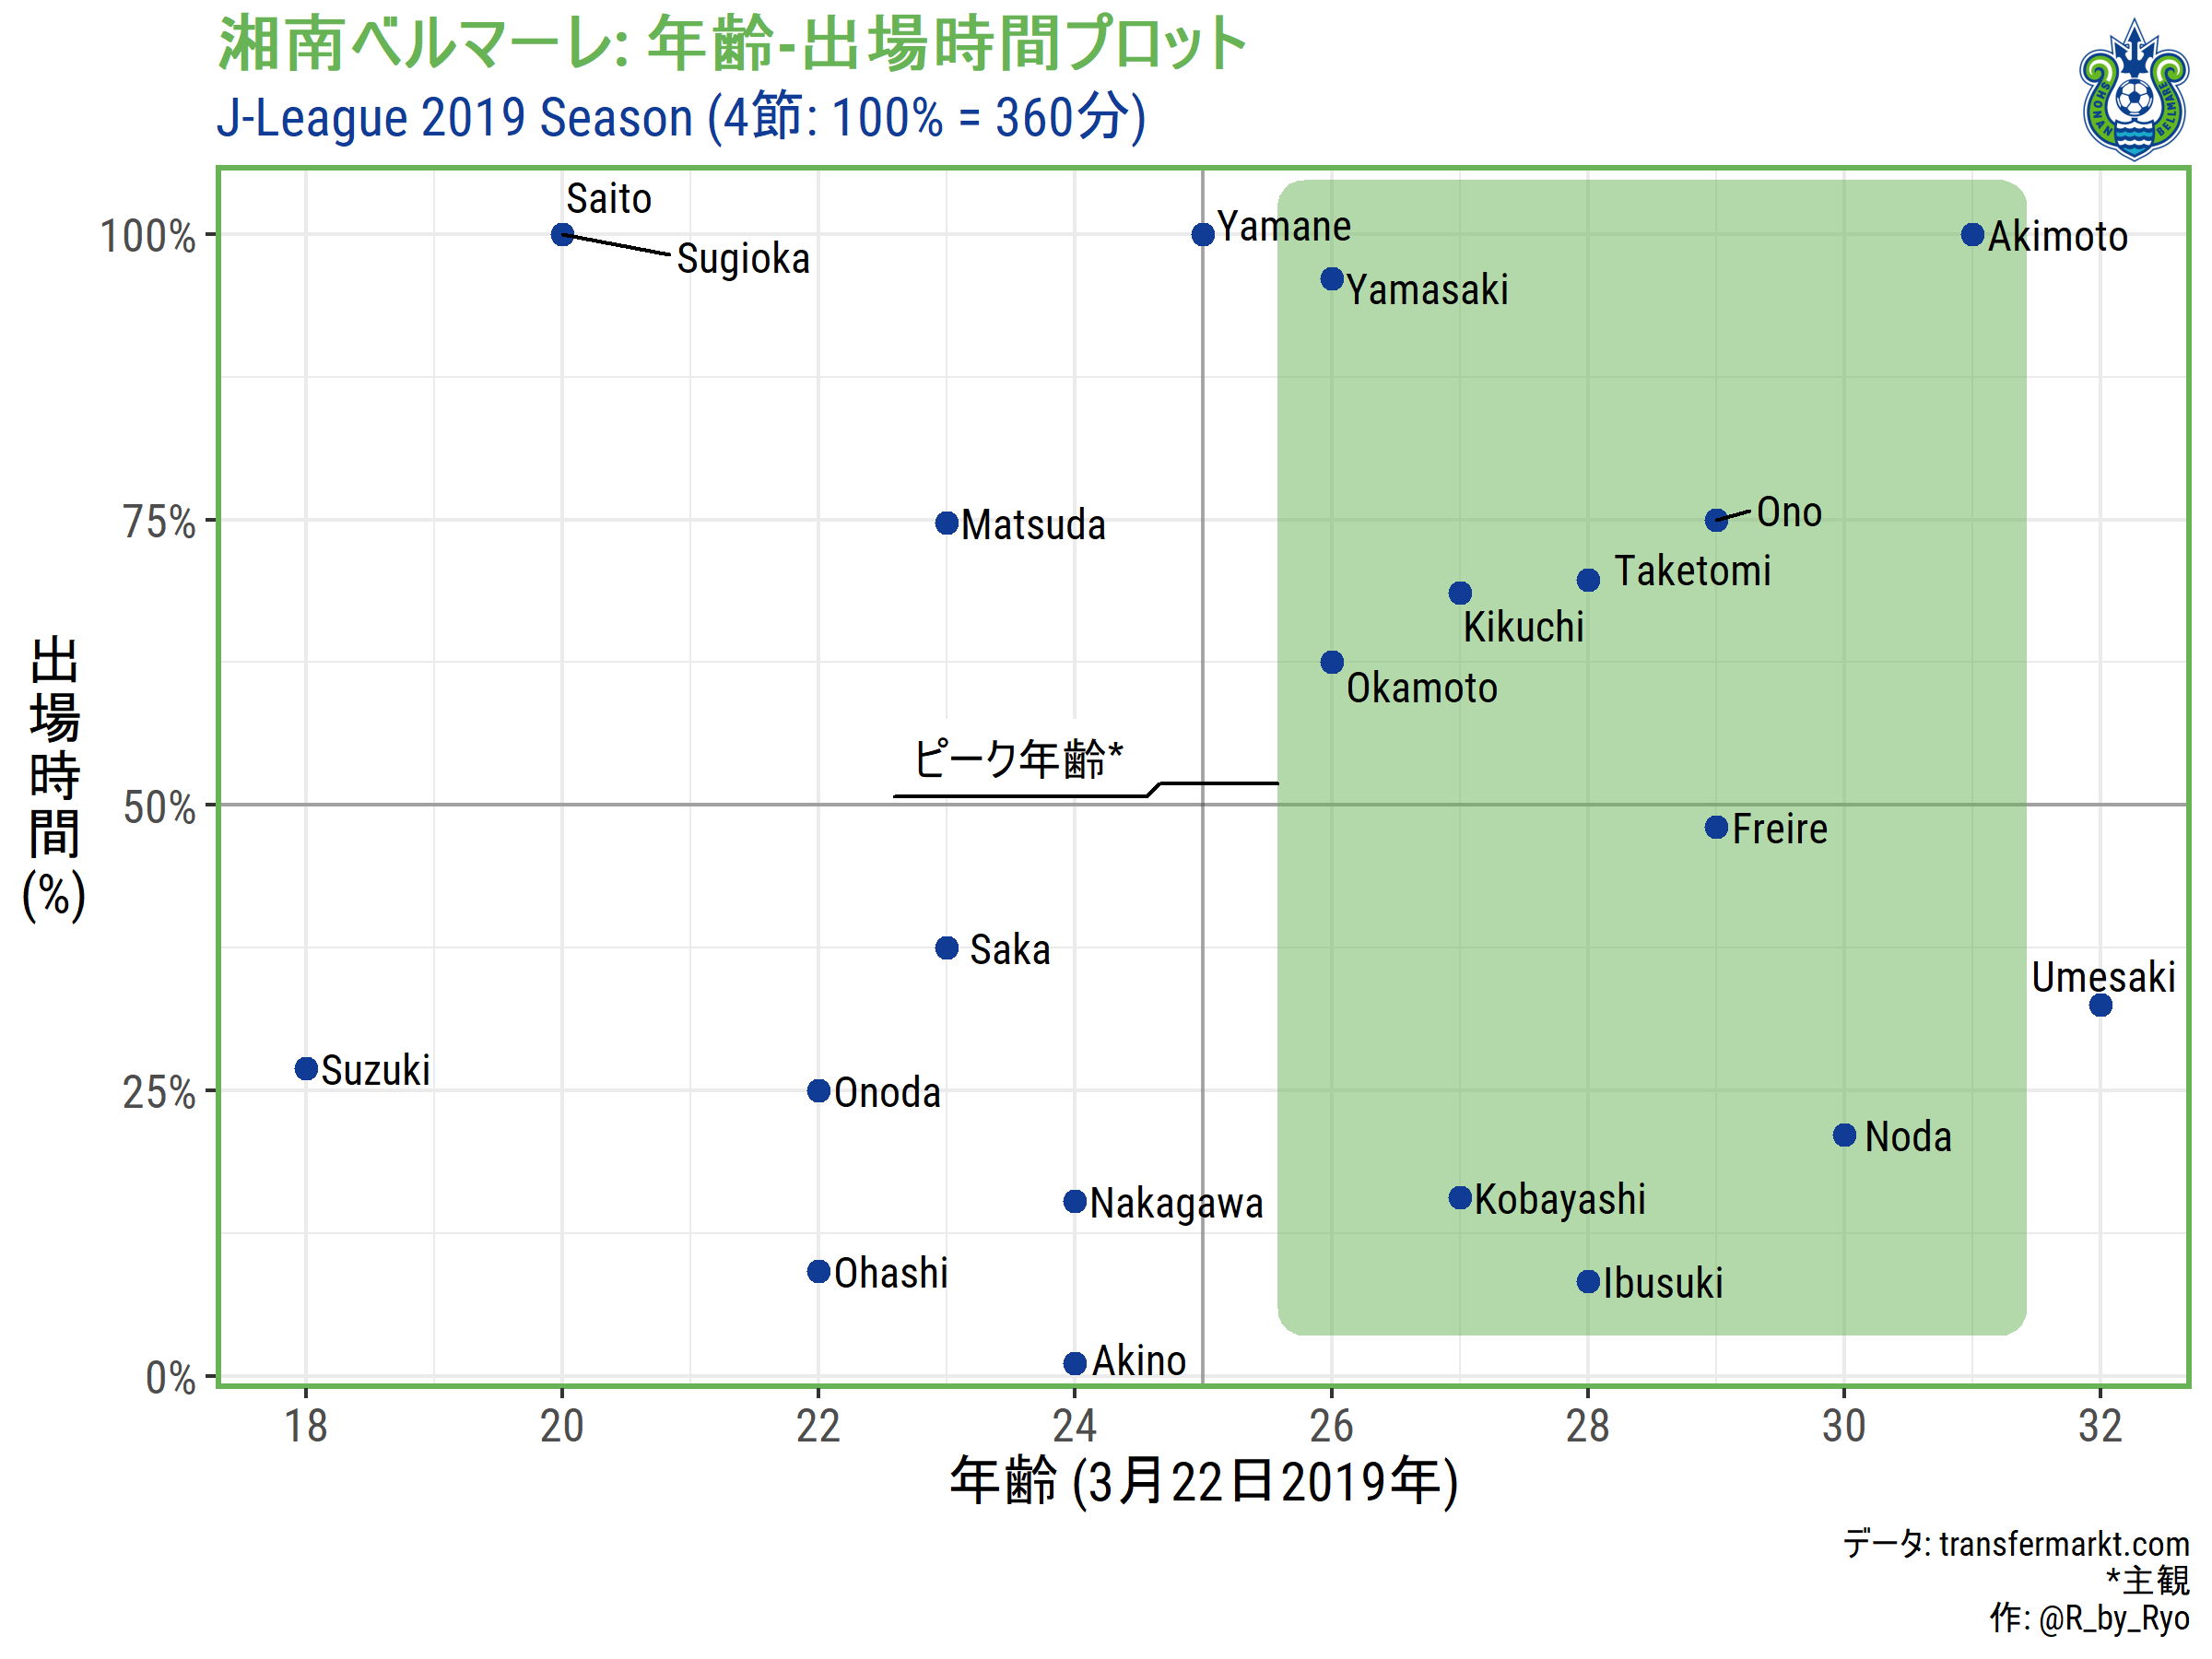 湘南ベルマーレ: 年齢-出場時間プロット
J-League 2019 Season (4節: 100% = 360分)
SHONAN BELLMARE
Saito
Sugioka
Yamane
Akimoto
Yamasaki
Matsuda
Ono
Taketomi
Kikuchi
Okamoto
ピーク年齢*
Freire
Saka
Umesaki
Suzuki
Onoda
Noda
Nakagawa
Kobayashi
Ohashi
Ibusuki
Akino
100%
75%
50%
25%
0%
出場時間(%)
18 20 22 24 26 28 30 32
年齢 (3月22日2019年)
データ: transfermarkt.com
*主観
作: @R_by_Ryo